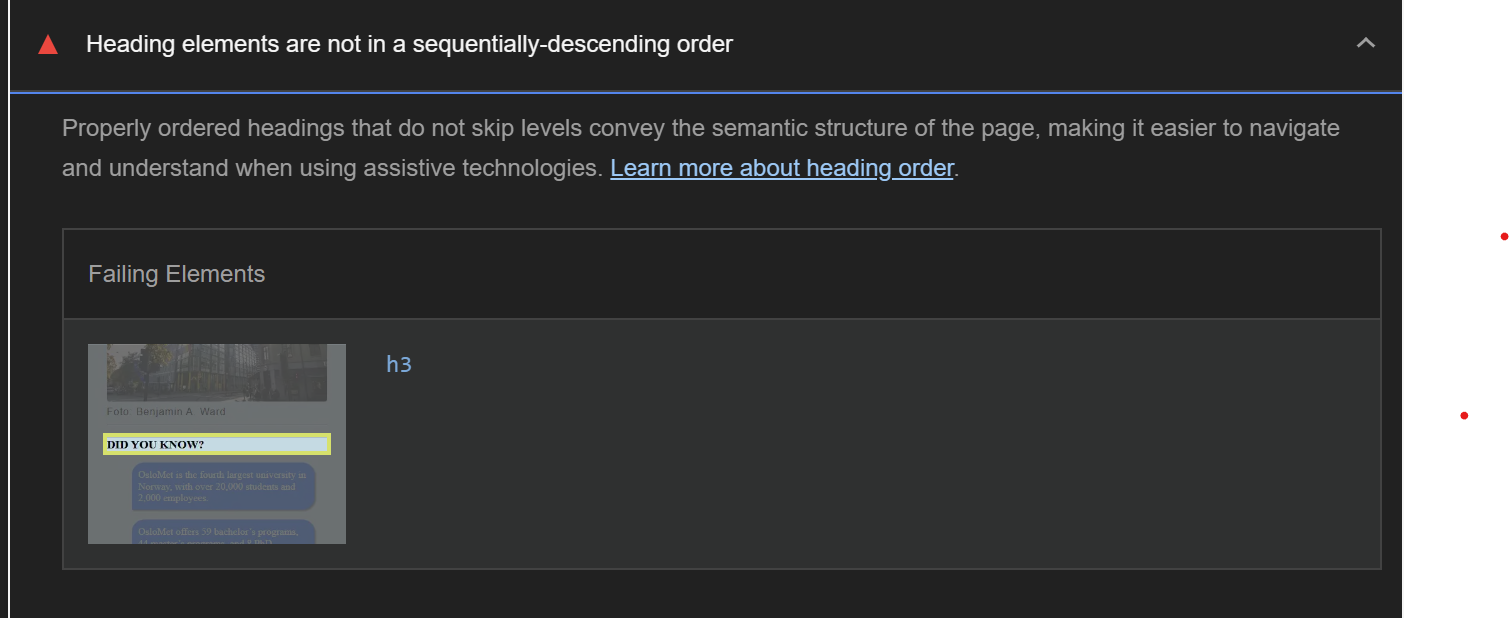 Heading elements are not in a sequentially-descending order
Properly ordered headings that do not skip levels convey the semantic structure of the page, making it easier to navigate
and understand when using assistive technologies. Learn more about heading order.
Failing Elements
Foto: Benjamin A. Ward
DID YOU KNOW?
OsloMet is the fourth largest university in
Norway, with over 20,000 students and
2,000 employees.
OsloMet offers 59 bachelor's programs,
h3